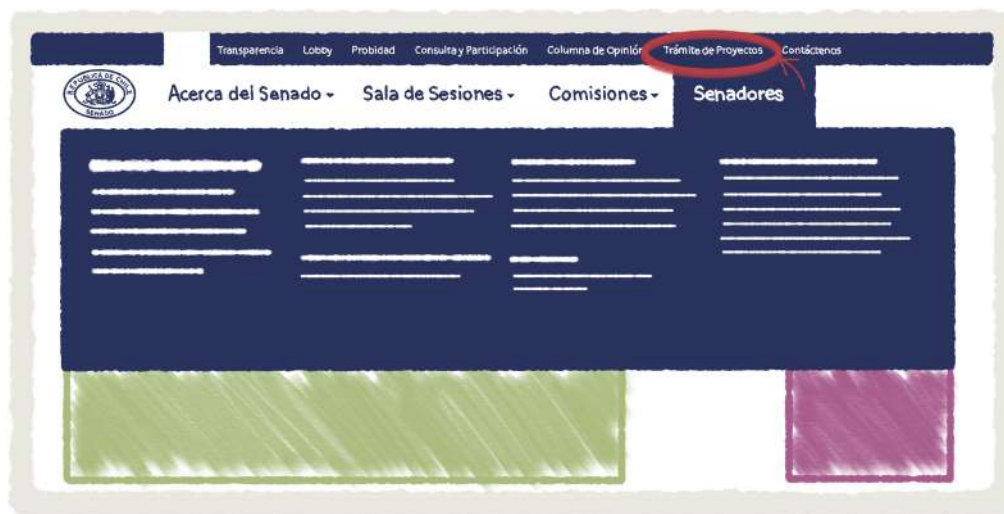 Transparencia Lobby Probidad Consulta y Participación Columna de Opinión Trámite de Proyectos Contáctenos
REPUBLICA DE CHILE
SENADO
Acerca del Senado Sala de Sesiones Comisiones Senadores